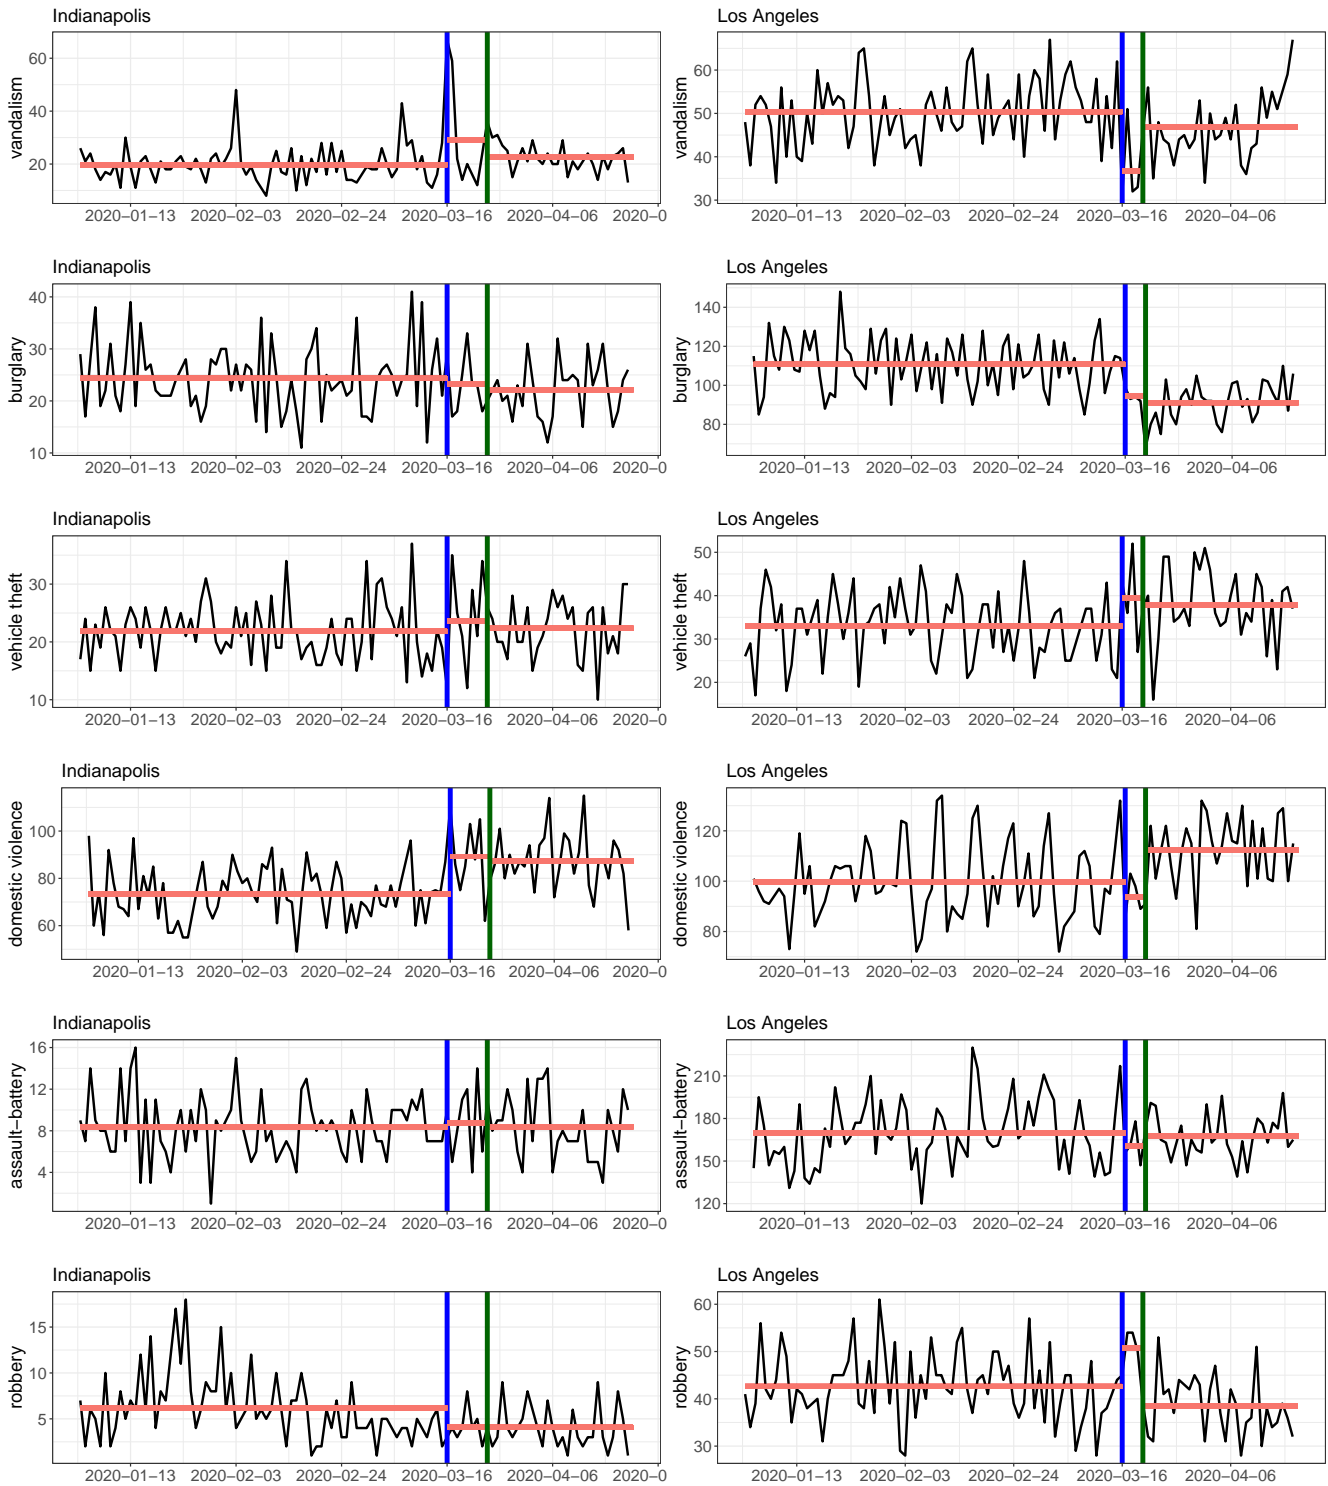 Indianapolis
vandalism
60
40
20
2020−01−13 2020−02−03 2020−02−24 2020−03−16 2020−04−06 2020−0
Los Angeles
vandalism
60
50
40
30
2020−01−13 2020−02−03 2020−02−24 2020−03−16 2020−04−06
Indianapolis
burglary
40
30
20
10
2020−01−13 2020−02−03 2020−02−24 2020−03−16 2020−04−06 2020−0
Los Angeles
burglary
140
120
100
80
2020−01−13 2020−02−03 2020−02−24 2020−03−16 2020−04−06
Indianapolis
vehicle theft
30
20
10
2020−01−13 2020−02−03 2020−02−24 2020−03−16 2020−04−06 2020−0
Los Angeles
vehicle theft
50
40
30
20
2020−01−13 2020−02−03 2020−02−24 2020−03−16 2020−04−06
Indianapolis
domestic violence
100
80
60
2020−01−13 2020−02−03 2020−02−24 2020−03−16 2020−04−06 2020−0
Los Angeles
domestic violence
120
100
80
2020−01−13 2020−02−03 2020−02−24 2020−03−16 2020−04−06
Indianapolis
assault−battery
16
12
8
4
2020−01−13 2020−02−03 2020−02−24 2020−03−16 2020−04−06 2020−0
Los Angeles
assault−battery
210
180
150
120
2020−01−13 2020−02−03 2020−02−24 2020−03−16 2020−04−06
Indianapolis
robbery
15
10
5
2020−01−13 2020−02−03 2020−02−24 2020−03−16 2020−04−06 2020−0
Los Angeles
robbery
60
50
40
30
2020−01−13 2020−02−03 2020−02−24 2020−03−16 2020−04−06